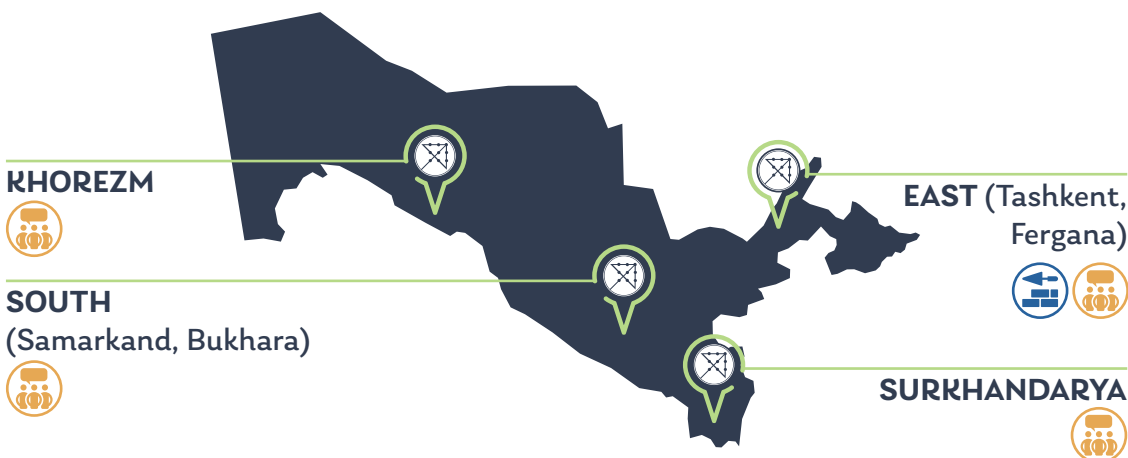 KHOREZM
EAST (Tashkent,
Fergana)
SOUTH
(Samarkand, Bukhara)
SURKHANDARYA